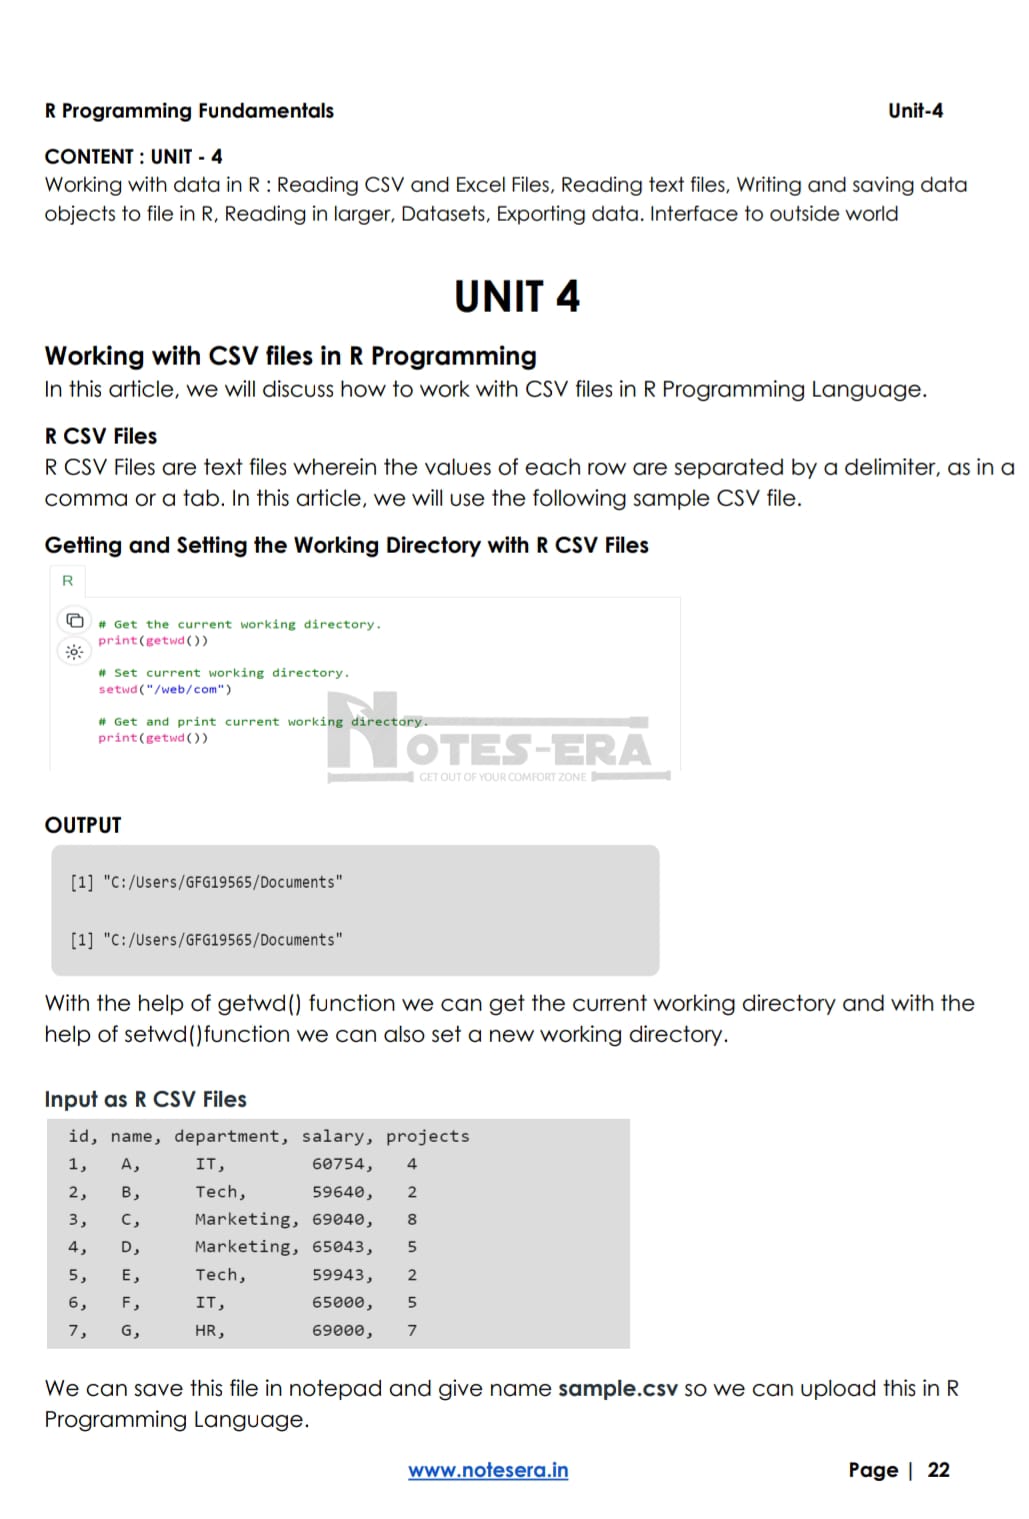 R Programming Fundamentals Unit-4
CONTENT : UNIT - 4
Working with data in R : Reading CSV and Excel Files, Reading text files, Writing and saving data
objects to file in R, Reading in larger, Datasets, Exporting data. Interface to outside world
UNIT 4
Working with CSV files in R Programming
In this article, we will discuss how to work with CSV files in R Programming Language.
R CSV Files
R CSV Files are text files wherein the values of each row are separated by a delimiter, as in a
comma or a tab. In this article, we will use the following sample CSV file.
Getting and Setting the Working Directory with R CSV Files
R
# Get the current working directory.
print(getwd())
# Set current working directory.
setwd("/web/com")
# Get and print current working directory.
print(getwd())
NOTES-ERA
GET OUT OF YOUR COMFORT ZONE
OUTPUT
[1] "C:/Users/GFG19565/Documents"
[1] "C:/Users/GFG19565/Documents"
With the help of getwd() function we can get the current working directory and with the
help of setwd()function we can also set a new working directory.
Input as R CSV Files
id, name, department, salary, projects
1, A, IT, 60754, 4
2, B, Tech, 59640, 2
3, C, Marketing, 69040, 8
4, D, Marketing, 65043, 5
5, E, Tech, 59943, 2
6, F, IT, 65000, 5
7, G, HR, 69000, 7
We can save this file in notepad and give name sample.csv so we can upload this in R
Programming Language.
www.notesera.in Page | 22